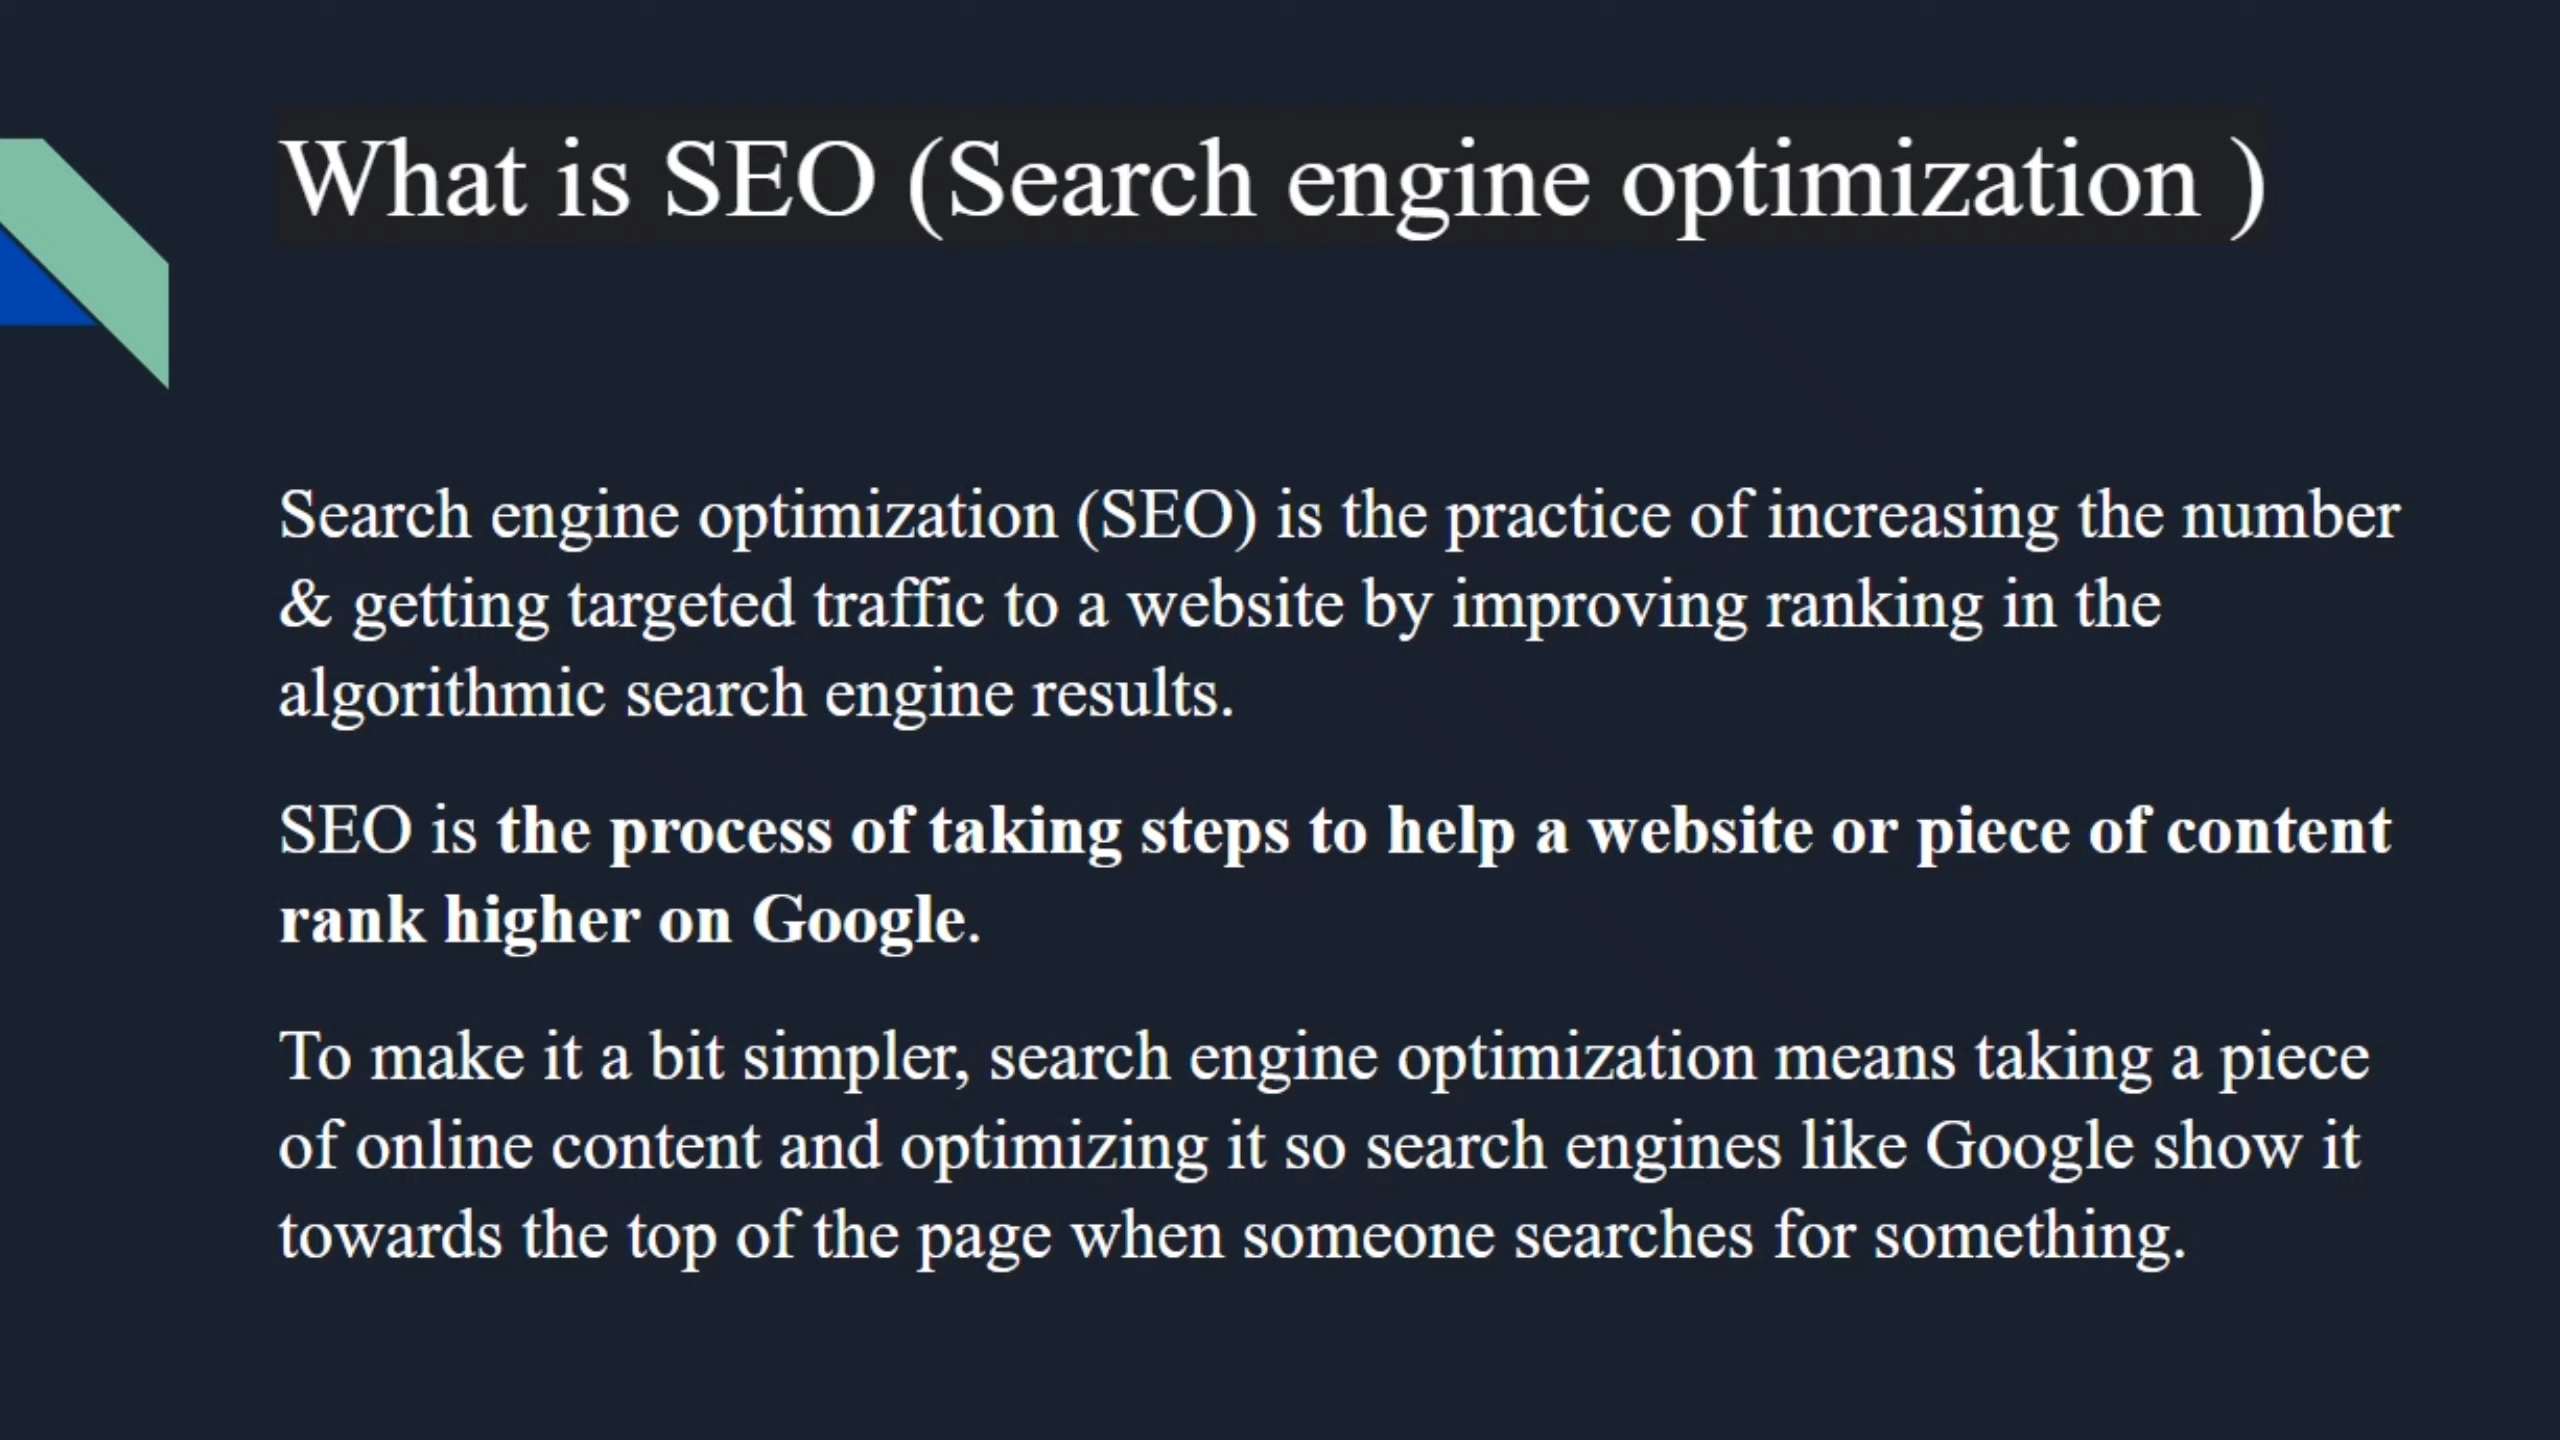 What is SEO (Search engine optimization )
Search engine optimization (SEO) is the practice of increasing the number
& getting targeted traffic to a website by improving ranking in the
algorithmic search engine results.
SEO is the process of taking steps to help a website or piece of content
rank higher on Google.
To make it a bit simpler, search engine optimization means taking a piece
of online content and optimizing it so search engines like Google show it
towards the top of the page when someone searches for something.